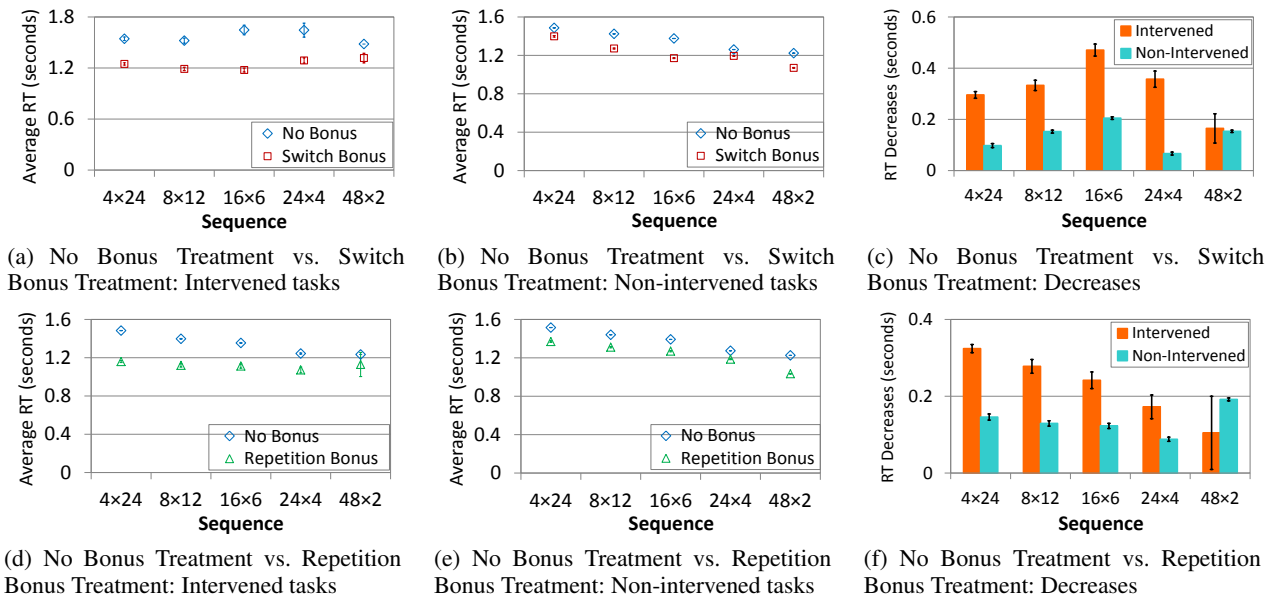 1.8
1.2
0.6
0
Average RT (seconds)
No Bonus
Switch Bonus
4×24 8×12 16×6 24×4 48×2
Sequence
(a) No Bonus Treatment vs. Switch
Bonus Treatment: Intervened tasks
1.6
1.2
0.8
0.4
0
Average RT (seconds)
No Bonus
Switch Bonus
4×24 8×12 16×6 24×4 48×2
Sequence
(b) No Bonus Treatment vs. Switch
Bonus Treatment: Non-intervened tasks
0.6
0.4
0.2
0
RT Decreases (seconds)
Intervened
Non-Intervened
4×24 8×12 16×6 24×4 48×2
Sequence
(c) No Bonus Treatment vs. Switch
Bonus Treatment: Decreases
1.6
1.2
0.8
0.4
0
Average RT (seconds)
No Bonus
Repetition Bonus
4×24 8×12 16×6 24×4 48×2
Sequence
(d) No Bonus Treatment vs. Repetition
Bonus Treatment: Intervened tasks
1.6
1.2
0.8
0.4
0
Average RT (seconds)
No Bonus
Repetition Bonus
4×24 8×12 16×6 24×4 48×2
Sequence
(e) No Bonus Treatment vs. Repetition
Bonus Treatment: Non-intervened tasks
0.4
0.2
0
RT Decreases (seconds)
Intervened
Non-Intervened
4×24 8×12 16×6 24×4 48×2
Sequence
(f) No Bonus Treatment vs. Repetition
Bonus Treatment: Decreases